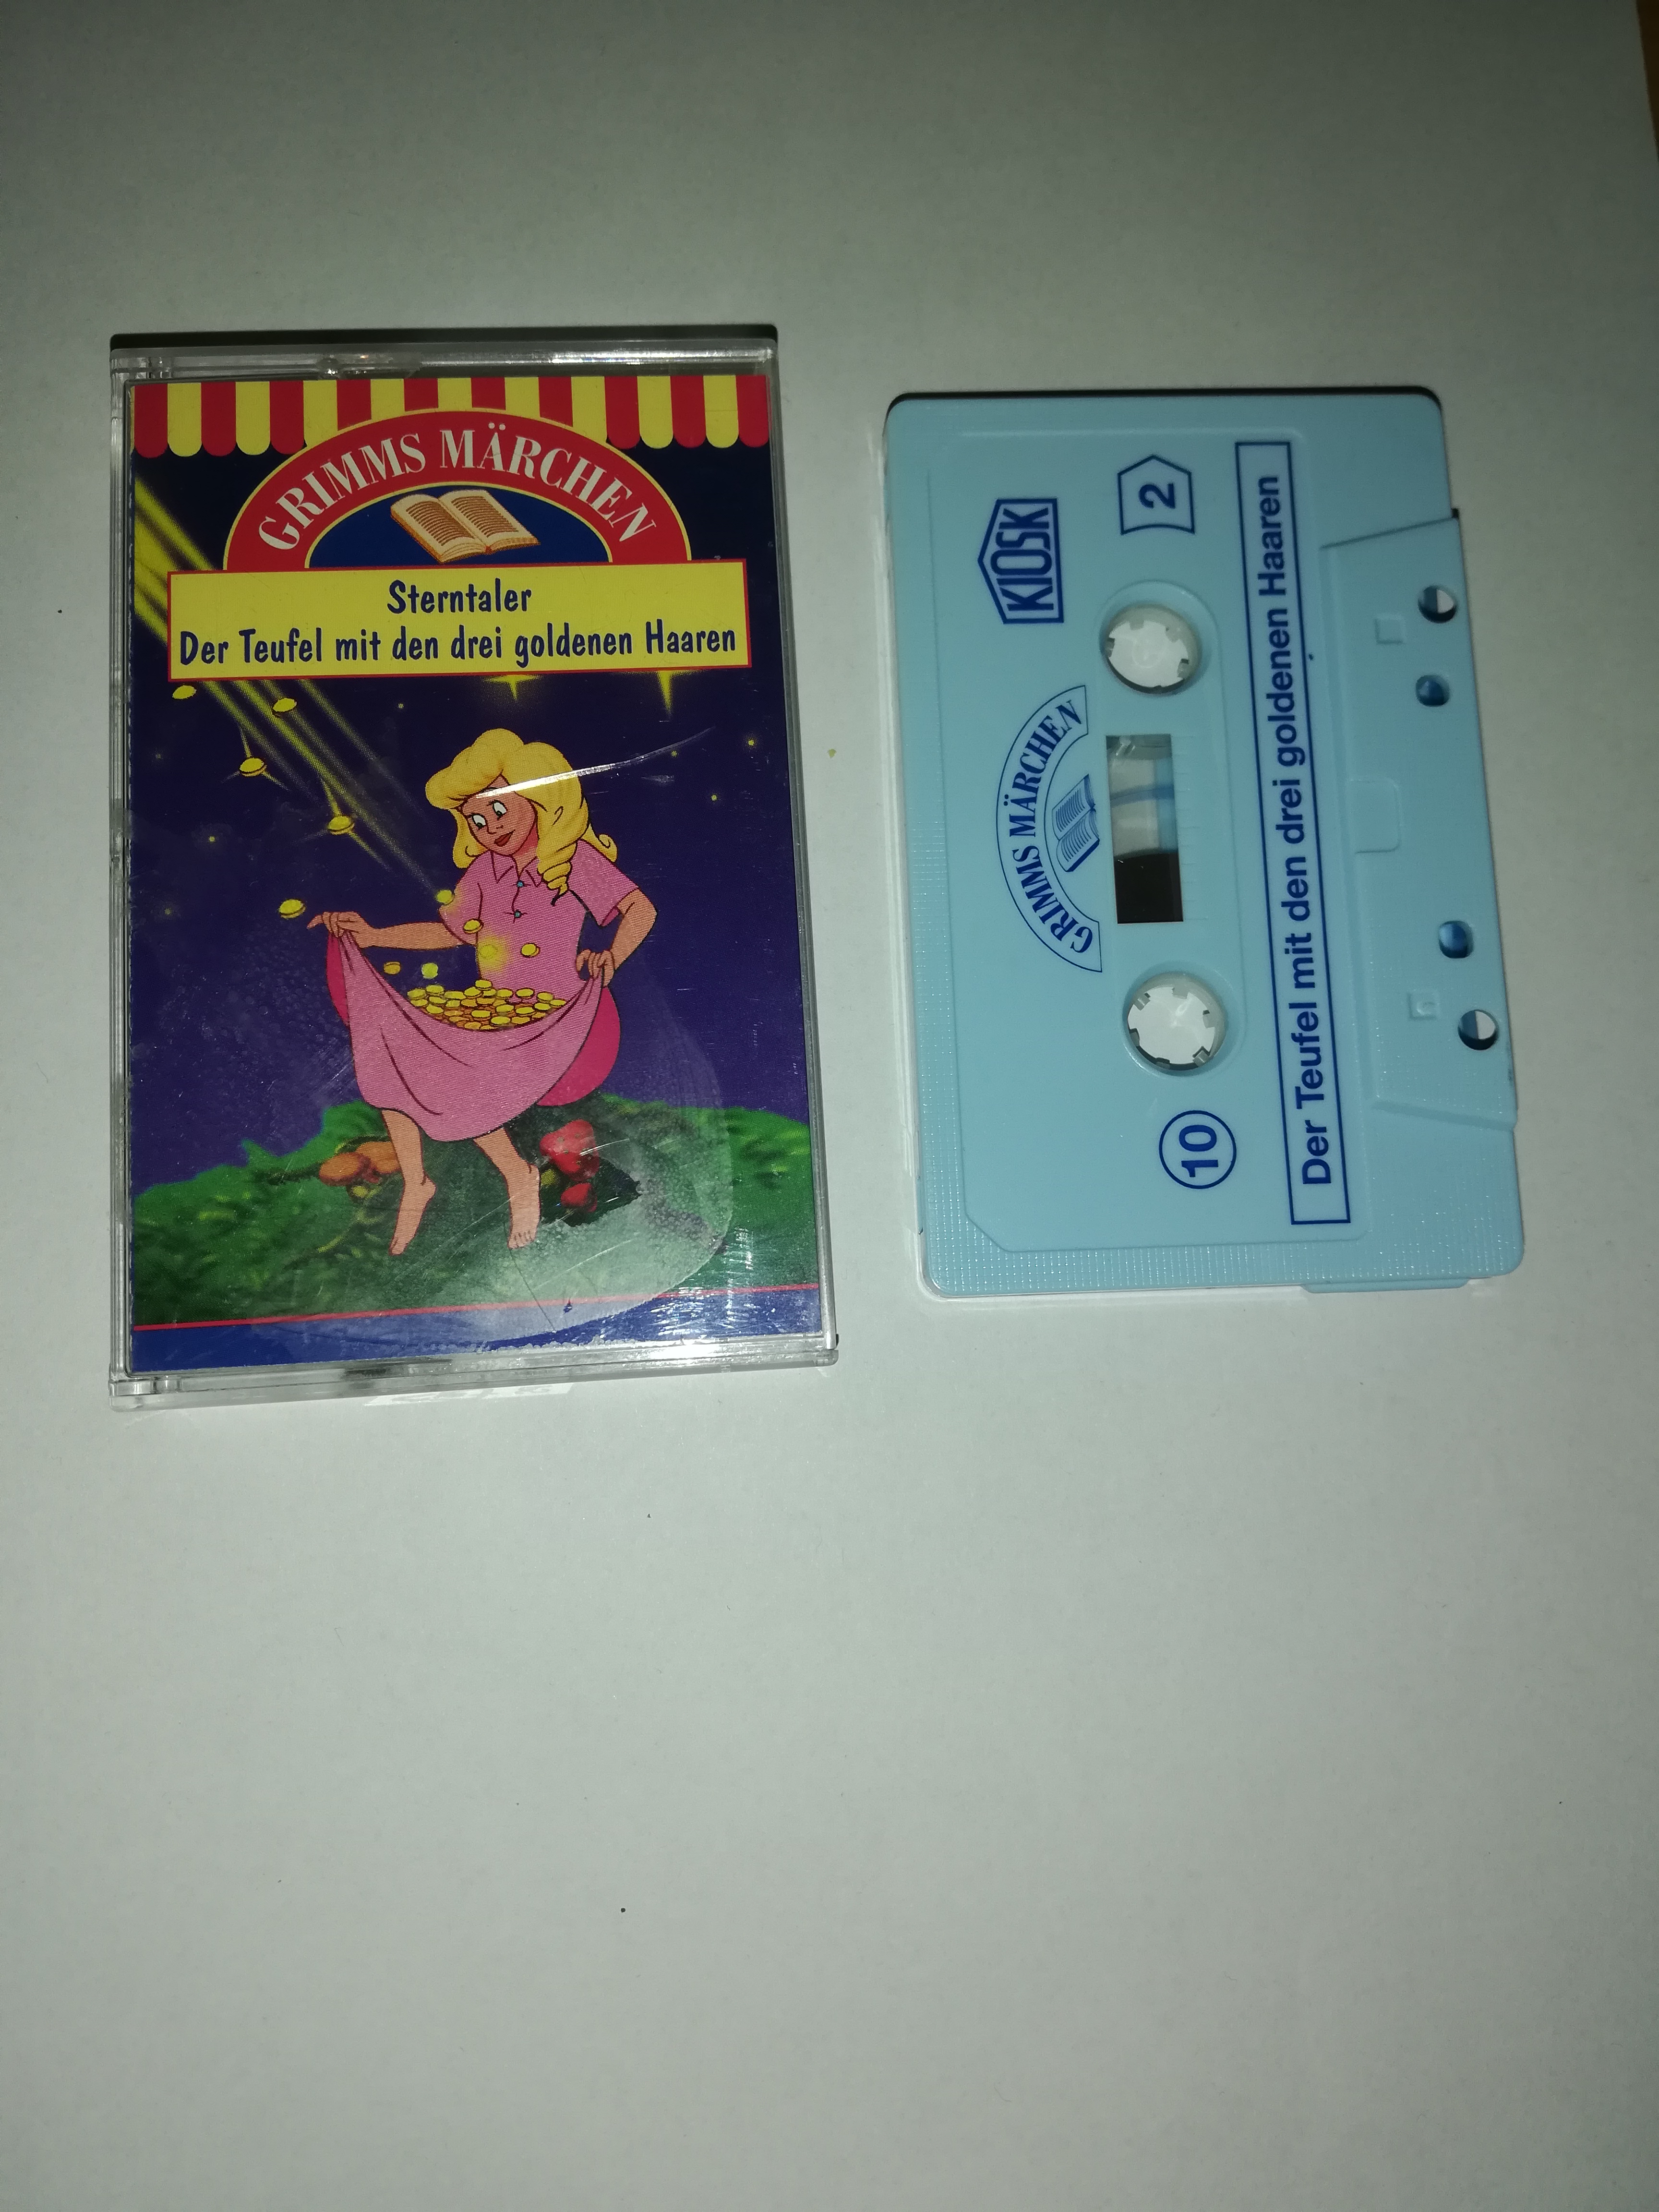 GRIMMS MÄRCHEN
Sterntaler
Der Teufel mit den drei goldenen Haaren
KIOSK
2
GRIMMS MÄRCHEN
10
Der Teufel mit den drei goldenen Haaren